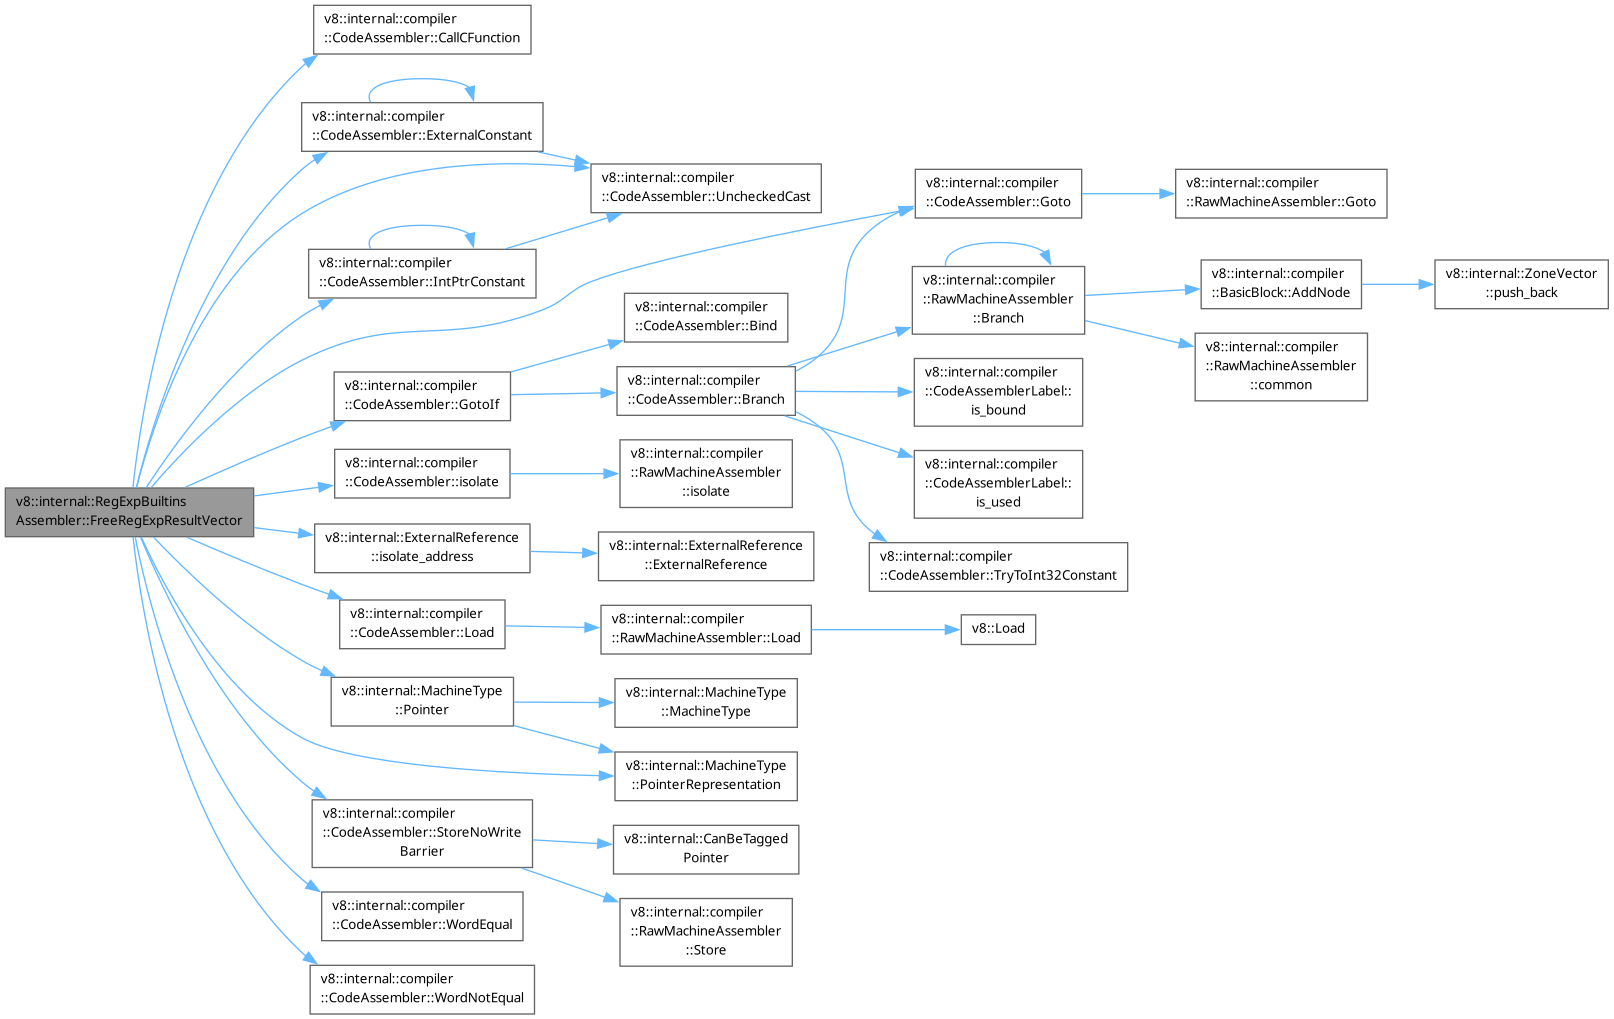 v8::internal::compiler
::CodeAssembler::CallCFunction
v8::internal::compiler
::CodeAssembler::ExternalConstant
v8::internal::compiler
::CodeAssembler::UncheckedCast
v8::internal::compiler
::CodeAssembler::Goto
v8::internal::compiler
::RawMachineAssembler::Goto
v8::internal::compiler
::CodeAssembler::IntPtrConstant
v8::internal::compiler
::RawMachineAssembler
::Branch
v8::internal::compiler
::BasicBlock::AddNode
v8::internal::ZoneVector
::push_back
v8::internal::compiler
::CodeAssembler::Bind
v8::internal::compiler
::RawMachineAssembler
::common
v8::internal::compiler
::CodeAssembler::GotoIf
v8::internal::compiler
::CodeAssembler::Branch
v8::internal::compiler
::CodeAssemblerLabel::
is_bound
v8::internal::compiler
::CodeAssembler::isolate
v8::internal::compiler
::RawMachineAssembler
::isolate
v8::internal::compiler
::CodeAssemblerLabel::
is_used
v8::internal::RegExpBuiltins
Assembler::FreeRegExpResultVector
v8::internal::ExternalReference
::isolate_address
v8::internal::ExternalReference
::ExternalReference
v8::internal::compiler
::CodeAssembler::TryToInt32Constant
v8::internal::compiler
::CodeAssembler::Load
v8::internal::compiler
::RawMachineAssembler::Load
v8::Load
v8::internal::MachineType
::Pointer
v8::internal::MachineType
::MachineType
v8::internal::MachineType
::PointerRepresentation
v8::internal::compiler
::CodeAssembler::StoreNoWrite
Barrier
v8::internal::CanBeTagged
Pointer
v8::internal::compiler
::CodeAssembler::WordEqual
v8::internal::compiler
::RawMachineAssembler
::Store
v8::internal::compiler
::CodeAssembler::WordNotEqual